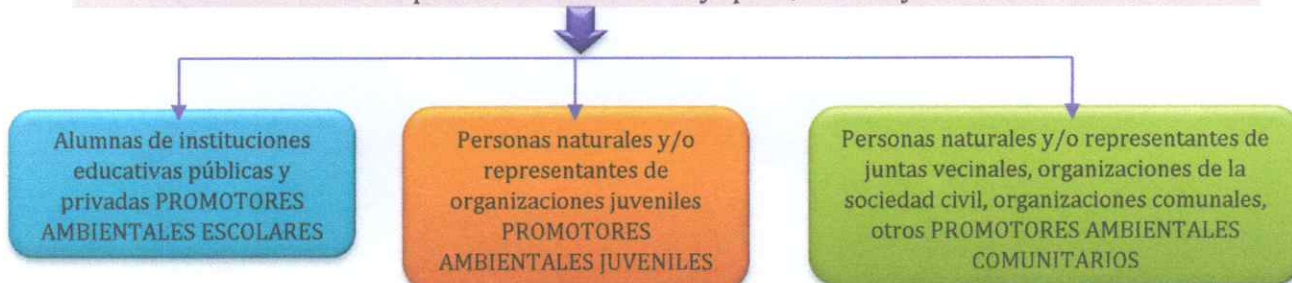 Alumnas de instituciones
educativas públicas y
privadas PROMOTORES
AMBIENTALES ESCOLARES
Personas naturales y/o
representantes de
organizaciones juveniles
PROMOTORES
AMBIENTALES JUVENILES
Personas naturales y/o representantes de
juntas vecinales, organizaciones de la
sociedad civil, organizaciones comunales,
otros PROMOTORES AMBIENTALES
COMUNITARIOS